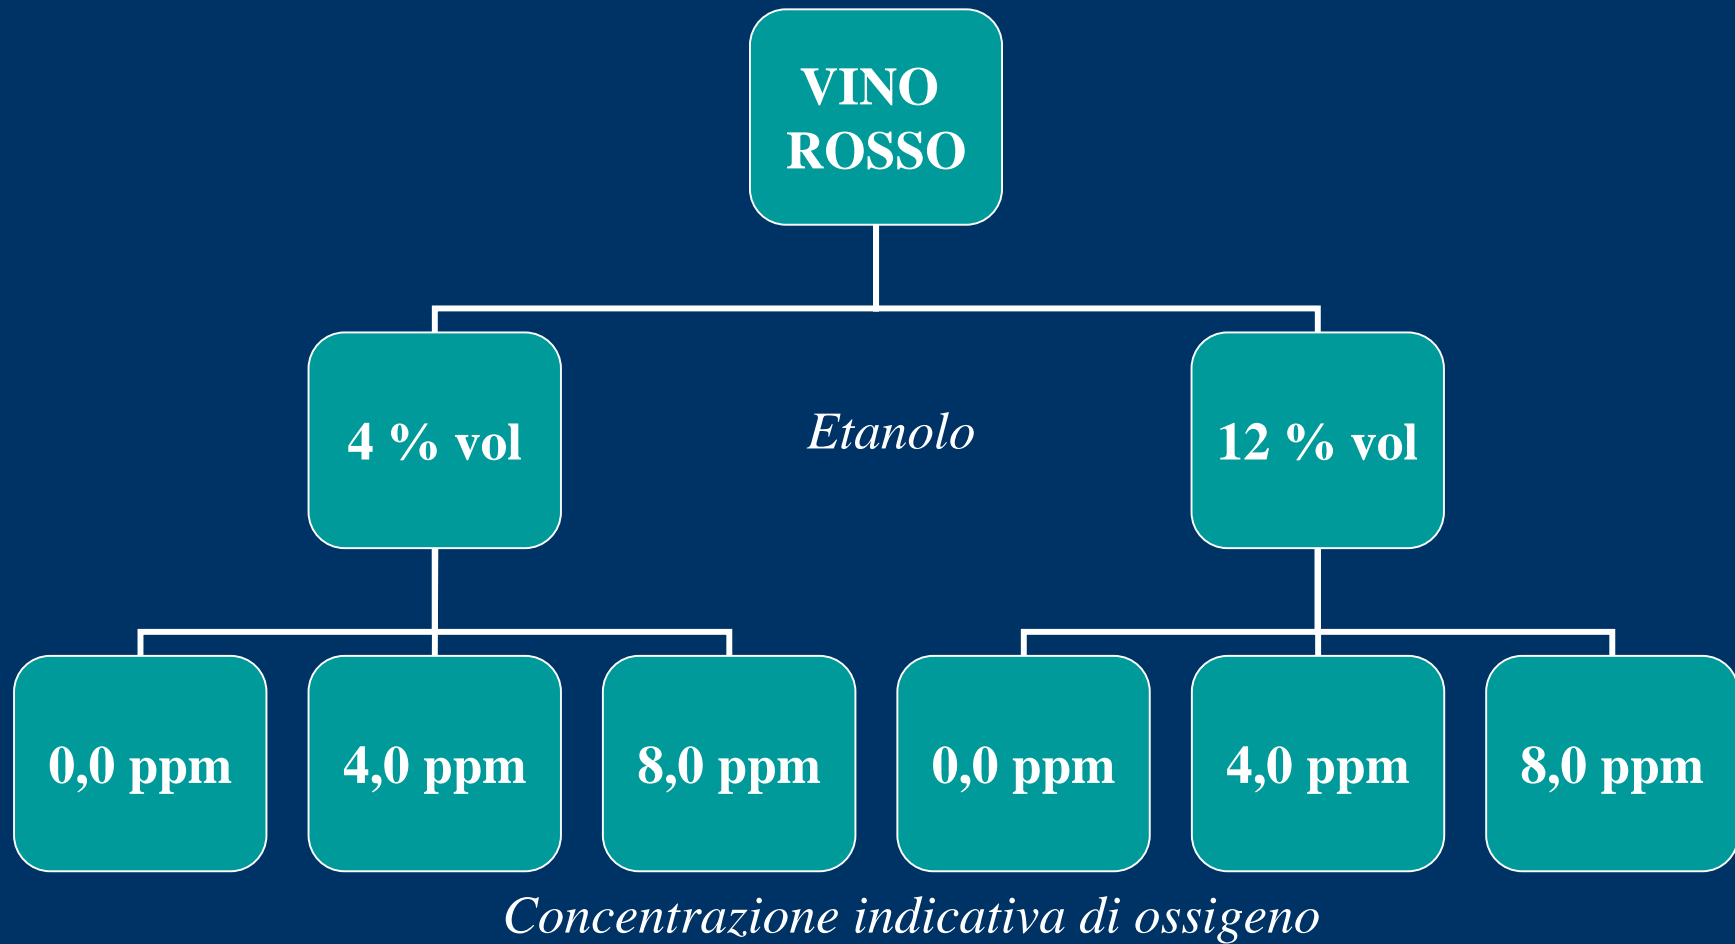 VINO
ROSSO
4 % vol
Etanolo
12 % vol
0,0 ppm
4,0 ppm
8,0 ppm
0,0 ppm
4,0 ppm
8,0 ppm
Concentrazione indicativa di ossigeno